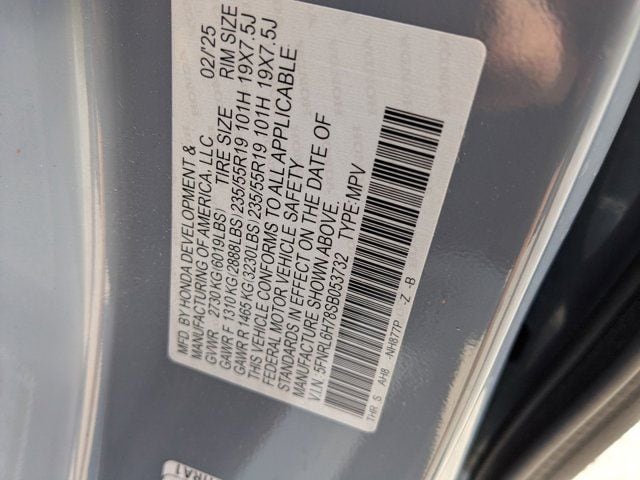 MFD. BY HONDA DEVELOPMENT & 02/'25
MANUFACTURING OF AMERICA, LLC.
GVWR 2730 KG(6019LBS) TIRE SIZE RIM SIZE
GAWR F 1310 KG(2888LBS) 235/55R19 101H 19X7.5J
GAWR R 1465 KG(3230LBS) 235/55R19 101H 19X7.5J
THIS VEHICLE CONFORMS TO ALL APPLICABLE
FEDERAL MOTOR VEHICLE SAFETY
STANDARDS IN EFFECT ON THE DATE OF
MANUFACTURE SHOWN ABOVE.
V.I.N.: 5FNRL6H78SB053732 TYPE:MPV
THR S AH8 -NH877P -Z -B